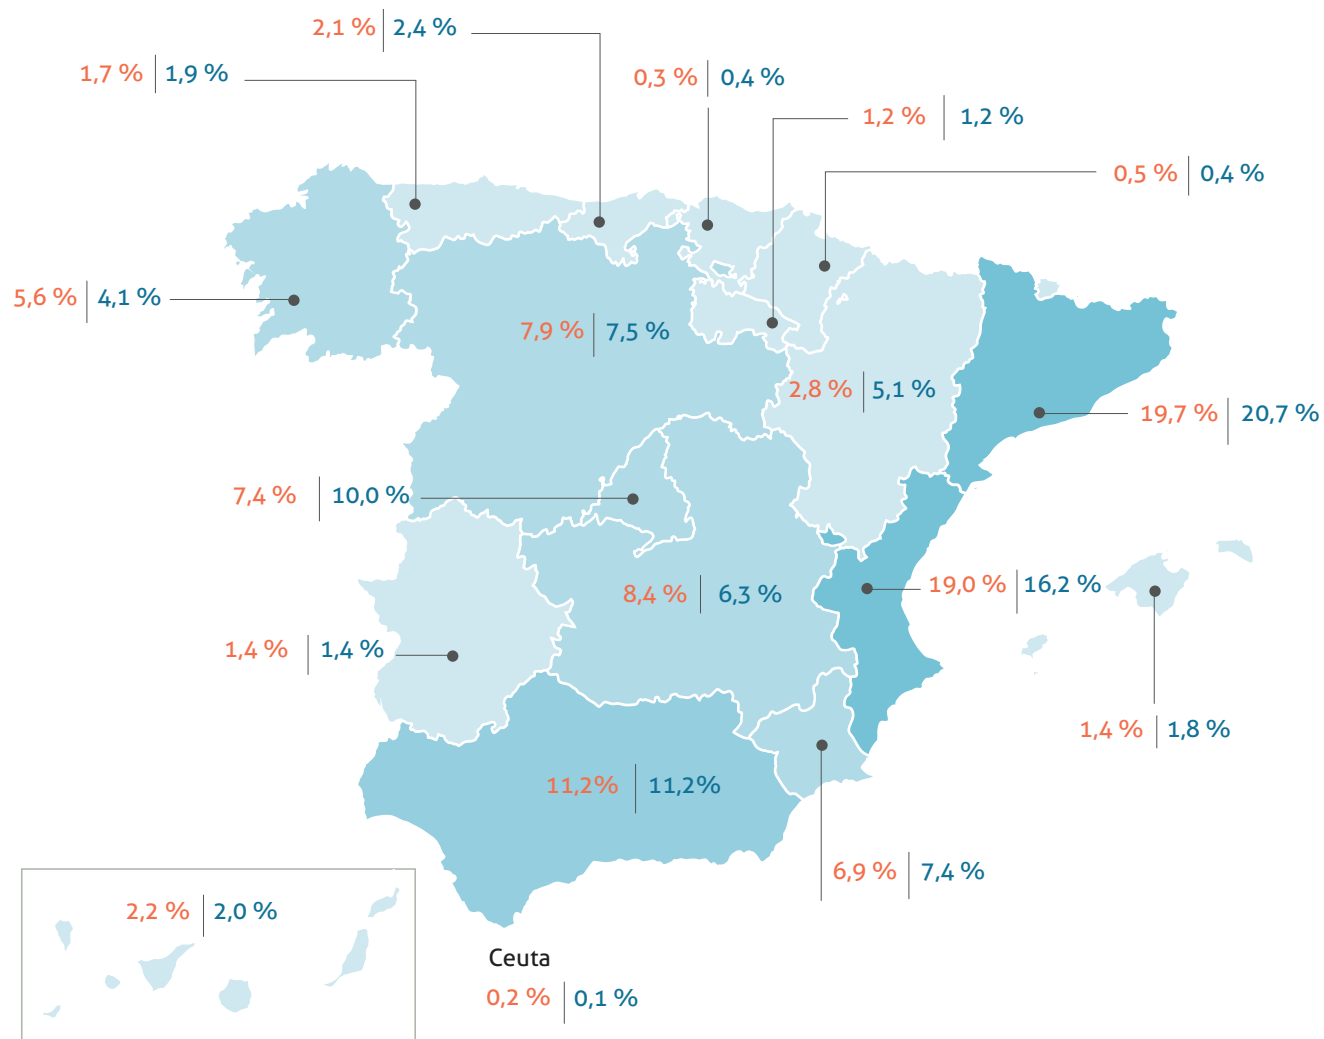 2,1 % 2,4 %
1,7 % 1,9 %
0,3 % 0,4 %
1,2 % 1,2 %
0,5 % 0,4 %
5,6 % 4,1 %
7,9 % 7,5 %
2,8 % 5,1 %
19,7 % 20,7 %
7,4 % 10,0 %
8,4 % 6,3 %
19,0 % 16,2 %
1,4 % 1,4 %
1,4 % 1,8 %
11,2% 11,2%
6,9 % 7,4 %
2,2 % 2,0 %
Ceuta
0,2 % 0,1 %